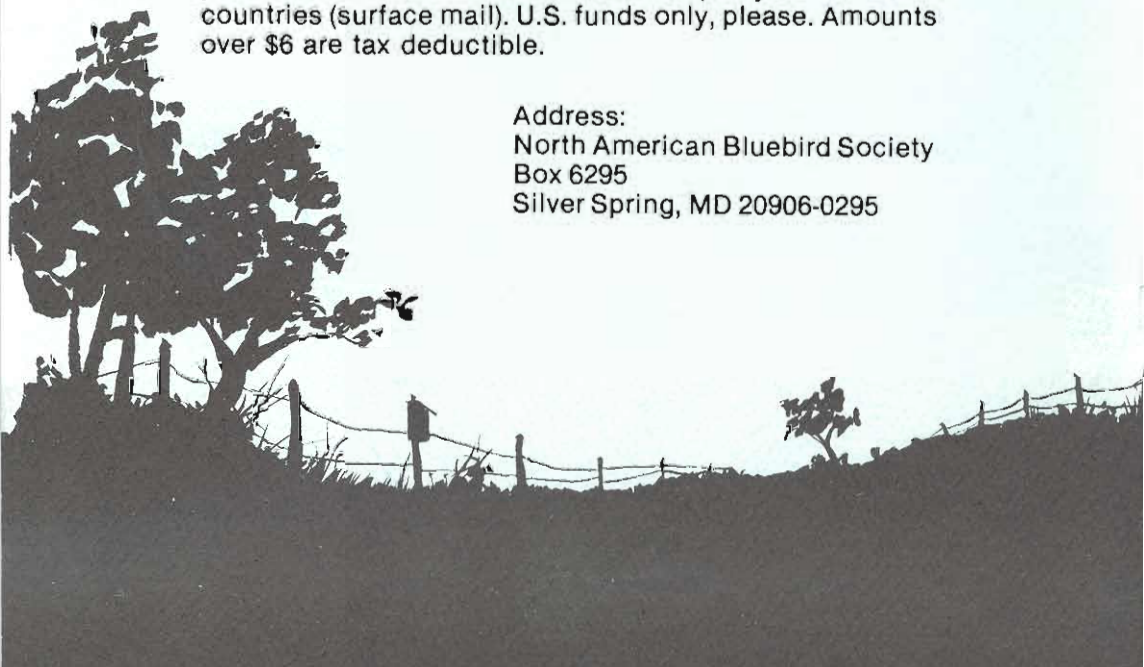 countries (surface mail). U.S. funds only, please. Amounts
over $6 are tax deductible.
Address:
North American Bluebird Society
Box 6295
Silver Spring, MD 20906-0295